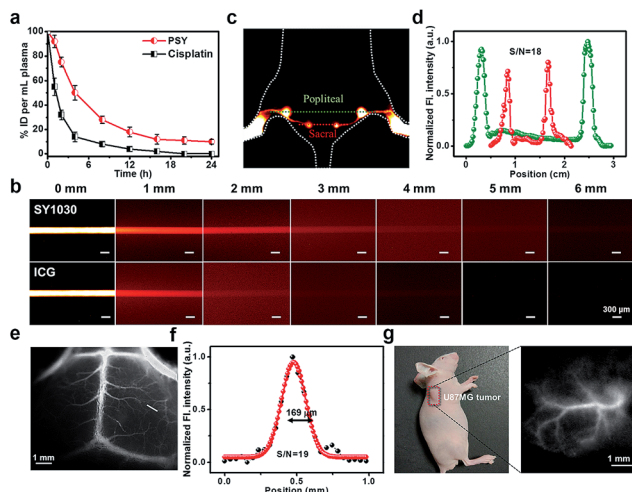 a
% ID per mL plasma
100
80
60
40
20
0
PSY
Cisplatin
0 4 8 12 16 20 24
Time (h)
c
Popliteal
Sacral
d
Normalized FL intensity (a.u.)
1.0
0.5
0.0
S/N=18
0 1 2 3
Position (cm)
b
0 mm 1 mm 2 mm 3 mm 4 mm 5 mm 6 mm
SY1030
ICG
300 µm
e
1 mm
f
Normalized FI intensity (a.u.)
1.0
0.5
0.0
169 µm
S/N=19
0.0 0.5 1.0
Position (mm)
g
U87MG tumor
1 mm